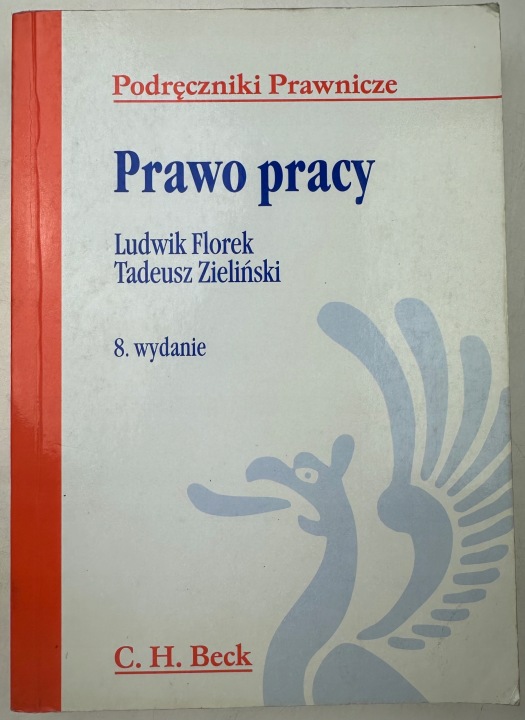 Podręczniki Prawnicze
Prawo pracy
Ludwik Florek
Tadeusz Zieliński
8. wydanie
C. H. Beck